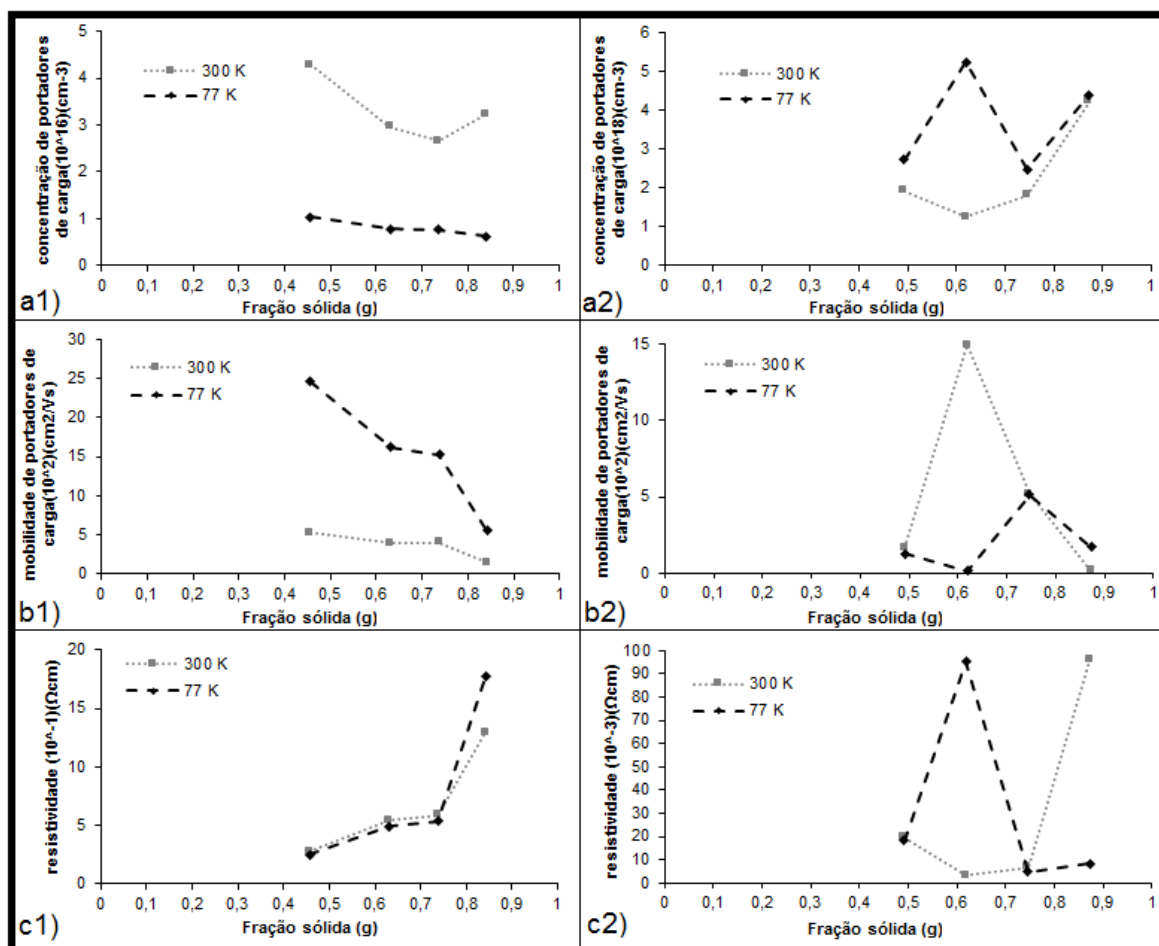 concentração de portadores
de carga(10^16)(cm-3)
5
4
3
2
1
0
300 K
77 K
0 0,1 0,2 0,3 0,4 0,5 0,6 0,7 0,8 0,9 1
Fração sólida (g)
a1)
concentração de portadores
de carga(10^18)(cm-3)
6
5
4
3
2
1
0
300 K
77 K
0 0,1 0,2 0,3 0,4 0,5 0,6 0,7 0,8 0,9 1
Fração sólida (g)
a2)
mobilidade de portadores de
carga(10^2)(cm2/Vs)
30
25
20
15
10
5
0
300 K
77 K
0 0,1 0,2 0,3 0,4 0,5 0,6 0,7 0,8 0,9 1
Fração sólida (g)
b1)
mobilidade de portadores de
carga(10^2)(cm2/Vs)
15
10
5
0
300 K
77 K
0 0,1 0,2 0,3 0,4 0,5 0,6 0,7 0,8 0,9 1
Fração sólida (g)
b2)
resistividade (10^-1)(Ωcm)
20
15
10
5
0
300 K
77 K
0 0,1 0,2 0,3 0,4 0,5 0,6 0,7 0,8 0,9 1
Fração sólida (g)
c1)
resistividade (10^-3)(Ωcm)
100
90
80
70
60
50
40
30
20
10
0
300 K
77 K
0 0,1 0,2 0,3 0,4 0,5 0,6 0,7 0,8 0,9 1
Fração sólida (g)
c2)